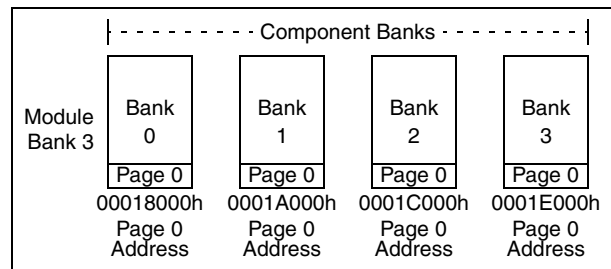 Component Banks
Module Bank 3
Bank 0
Bank 1
Bank 2
Bank 3
Page 0
Page 0
Page 0
Page 0
00018000h
0001A000h
0001C000h
0001E000h
Page 0 Address
Page 0 Address
Page 0 Address
Page 0 Address